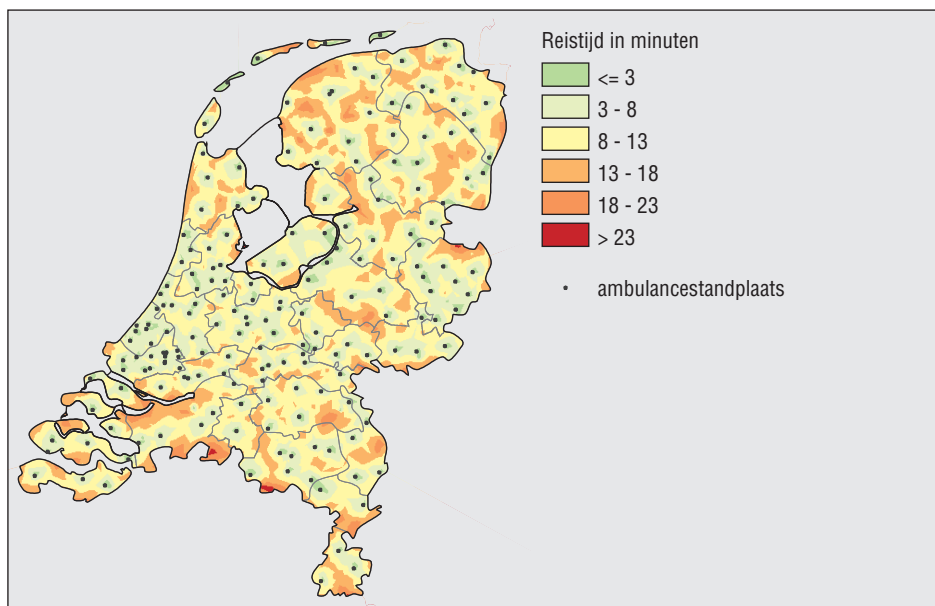 Reistijd in minuten
<= 3
3 - 8
8 - 13
13 - 18
18 - 23
> 23
ambulancestandplaats